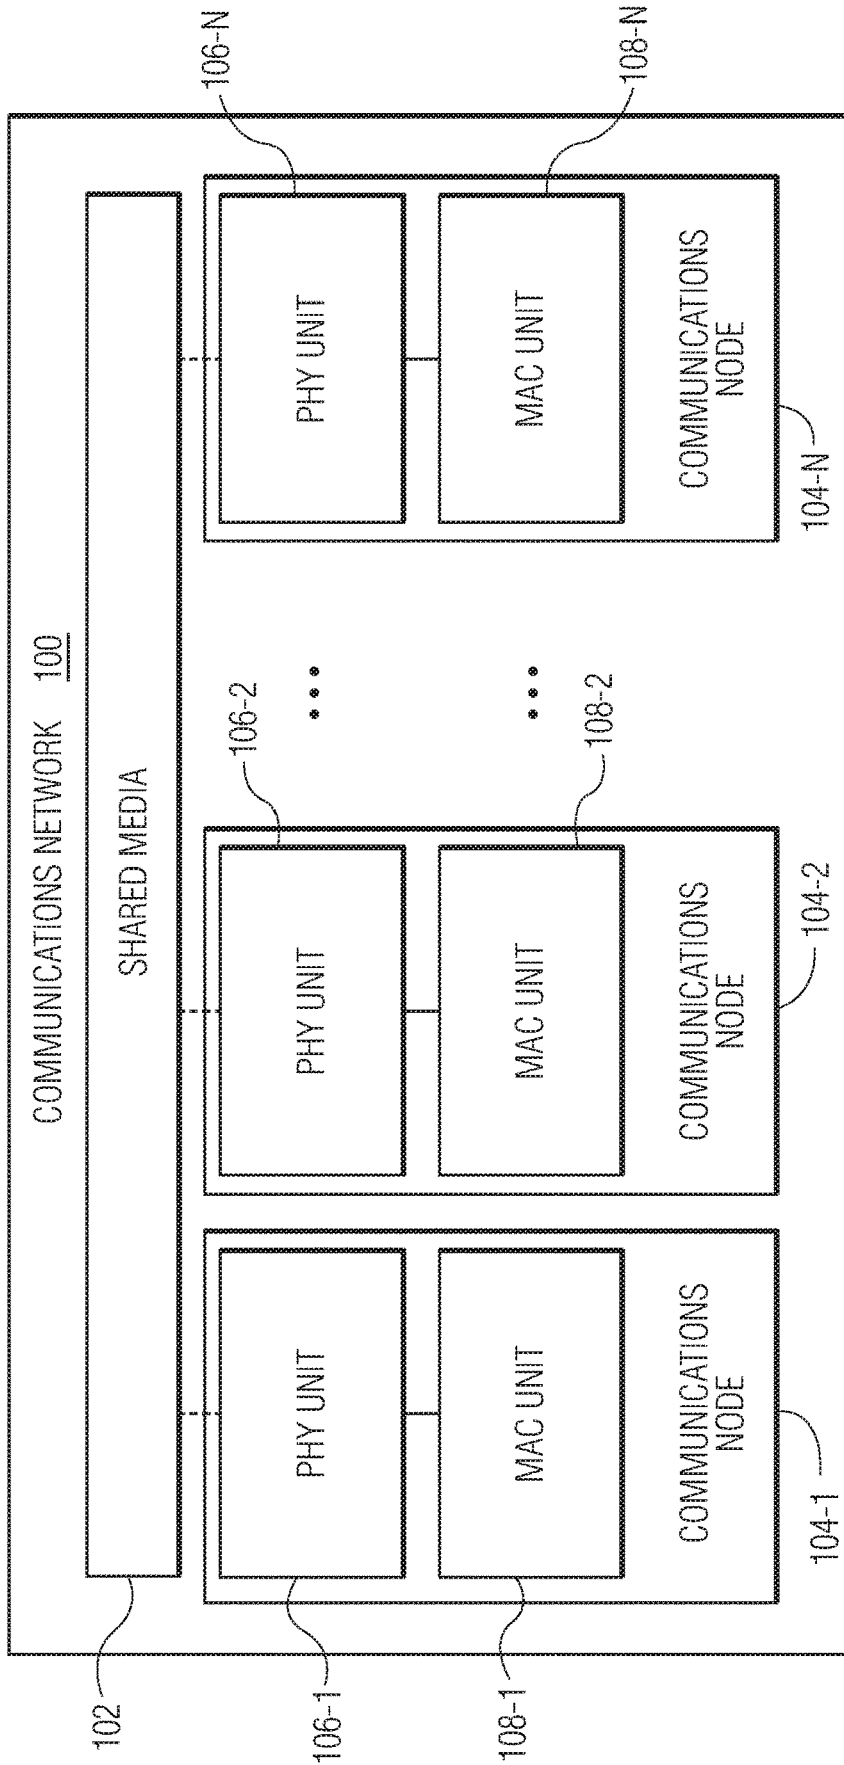 COMMUNICATIONS NETWORK 100
102
SHARED MEDIA
106-1
PHY UNIT
106-2
PHY UNIT
•••
106-N
PHY UNIT
108-1
MAC UNIT
108-2
MAC UNIT
•••
108-N
MAC UNIT
COMMUNICATIONS
NODE
104-1
COMMUNICATIONS
NODE
104-2
COMMUNICATIONS
NODE
104-N